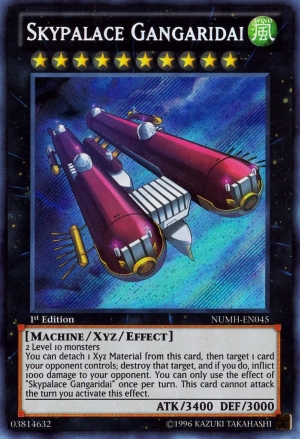 SKYPALACE GANGARIDAI
WIND
風
1st Edition
NUMH-EN045
[MACHINE/XYZ/EFFECT]
2 Level 10 monsters
You can detach 1 Xyz Material from this card, then target 1 card
your opponent controls; destroy that target, and if you do, inflict
1000 damage to your opponent. You can only use the effect of
"Skypalace Gangaridai" once per turn. This card cannot attack
the turn you activate this effect.
ATK/3400 DEF/3000
03814632
©1996 KAZUKI TAKAHASHI